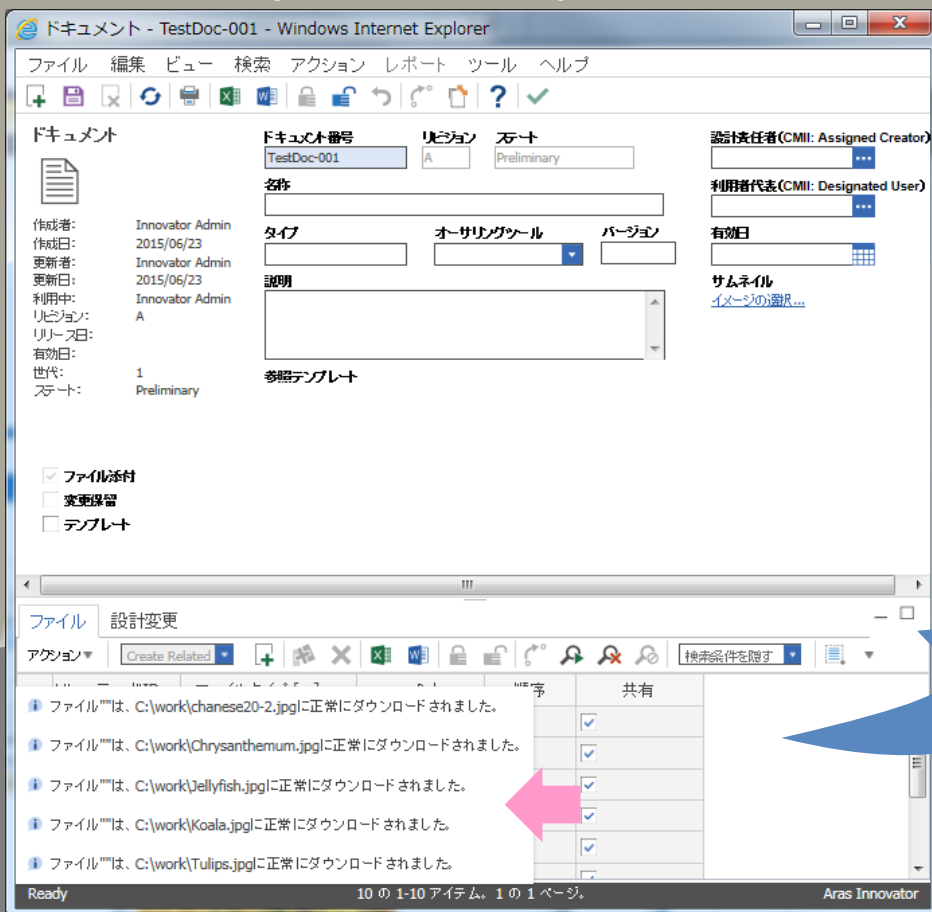 ドキュメント - TestDoc-001 - Windows Internet Explorer
ファイル 編集 ビュー 検索 アクション レポート ツール ヘルプ
ドキュメント
ドキュメント番号 リビジョン ステート
TestDoc-001 A Preliminary
設計責任者(CMII: Assigned Creator)
名称
利用者代表(CMII: Designated User)
作成者: Innovator Admin
作成日: 2015/06/23
更新者: Innovator Admin
更新日: 2015/06/23
利用中: Innovator Admin
リビジョン: A
リリース日:
有効日:
世代: 1
ステート: Preliminary
タイプ オーサリングツール バージョン 有効日
説明
サムネイル
イメージの選択...
参照テンプレート
ファイル添付
変更保留
テンプレート
ファイル 設計変更
アクション Create Related 検索条件を隠す
順序 共有
ファイル""は、C:\work\chanese20-2.jpgに正常にダウンロードされました。
ファイル""は、C:\work\Chrysanthemum.jpgに正常にダウンロードされました。
ファイル""は、C:\work\Jellyfish.jpgに正常にダウンロードされました。
ファイル""は、C:\work\Koala.jpgに正常にダウンロードされました。
ファイル""は、C:\work\Tulips.jpgに正常にダウンロードされました。
Ready 10 の 1-10 アイテム。1 の 1 ページ。 Aras Innovator